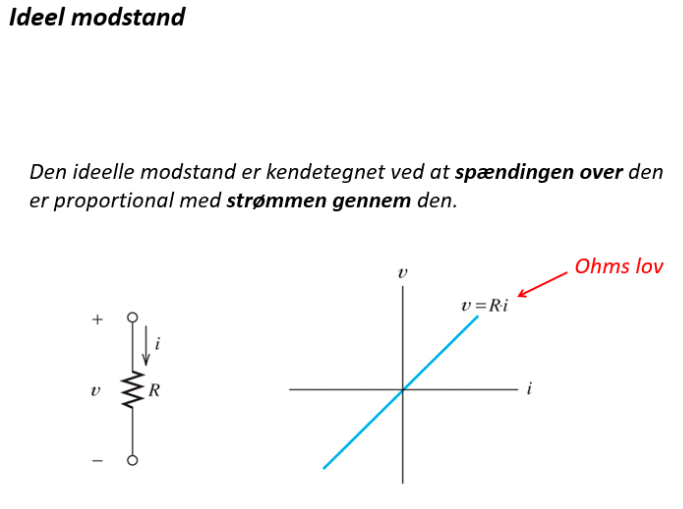 Ideel modstand
Den ideelle modstand er kendetegnet ved at spændingen over den
er proportional med strømmen gennem den.
Ohms lov
v
v=R·i
+
i
v
R
i
−